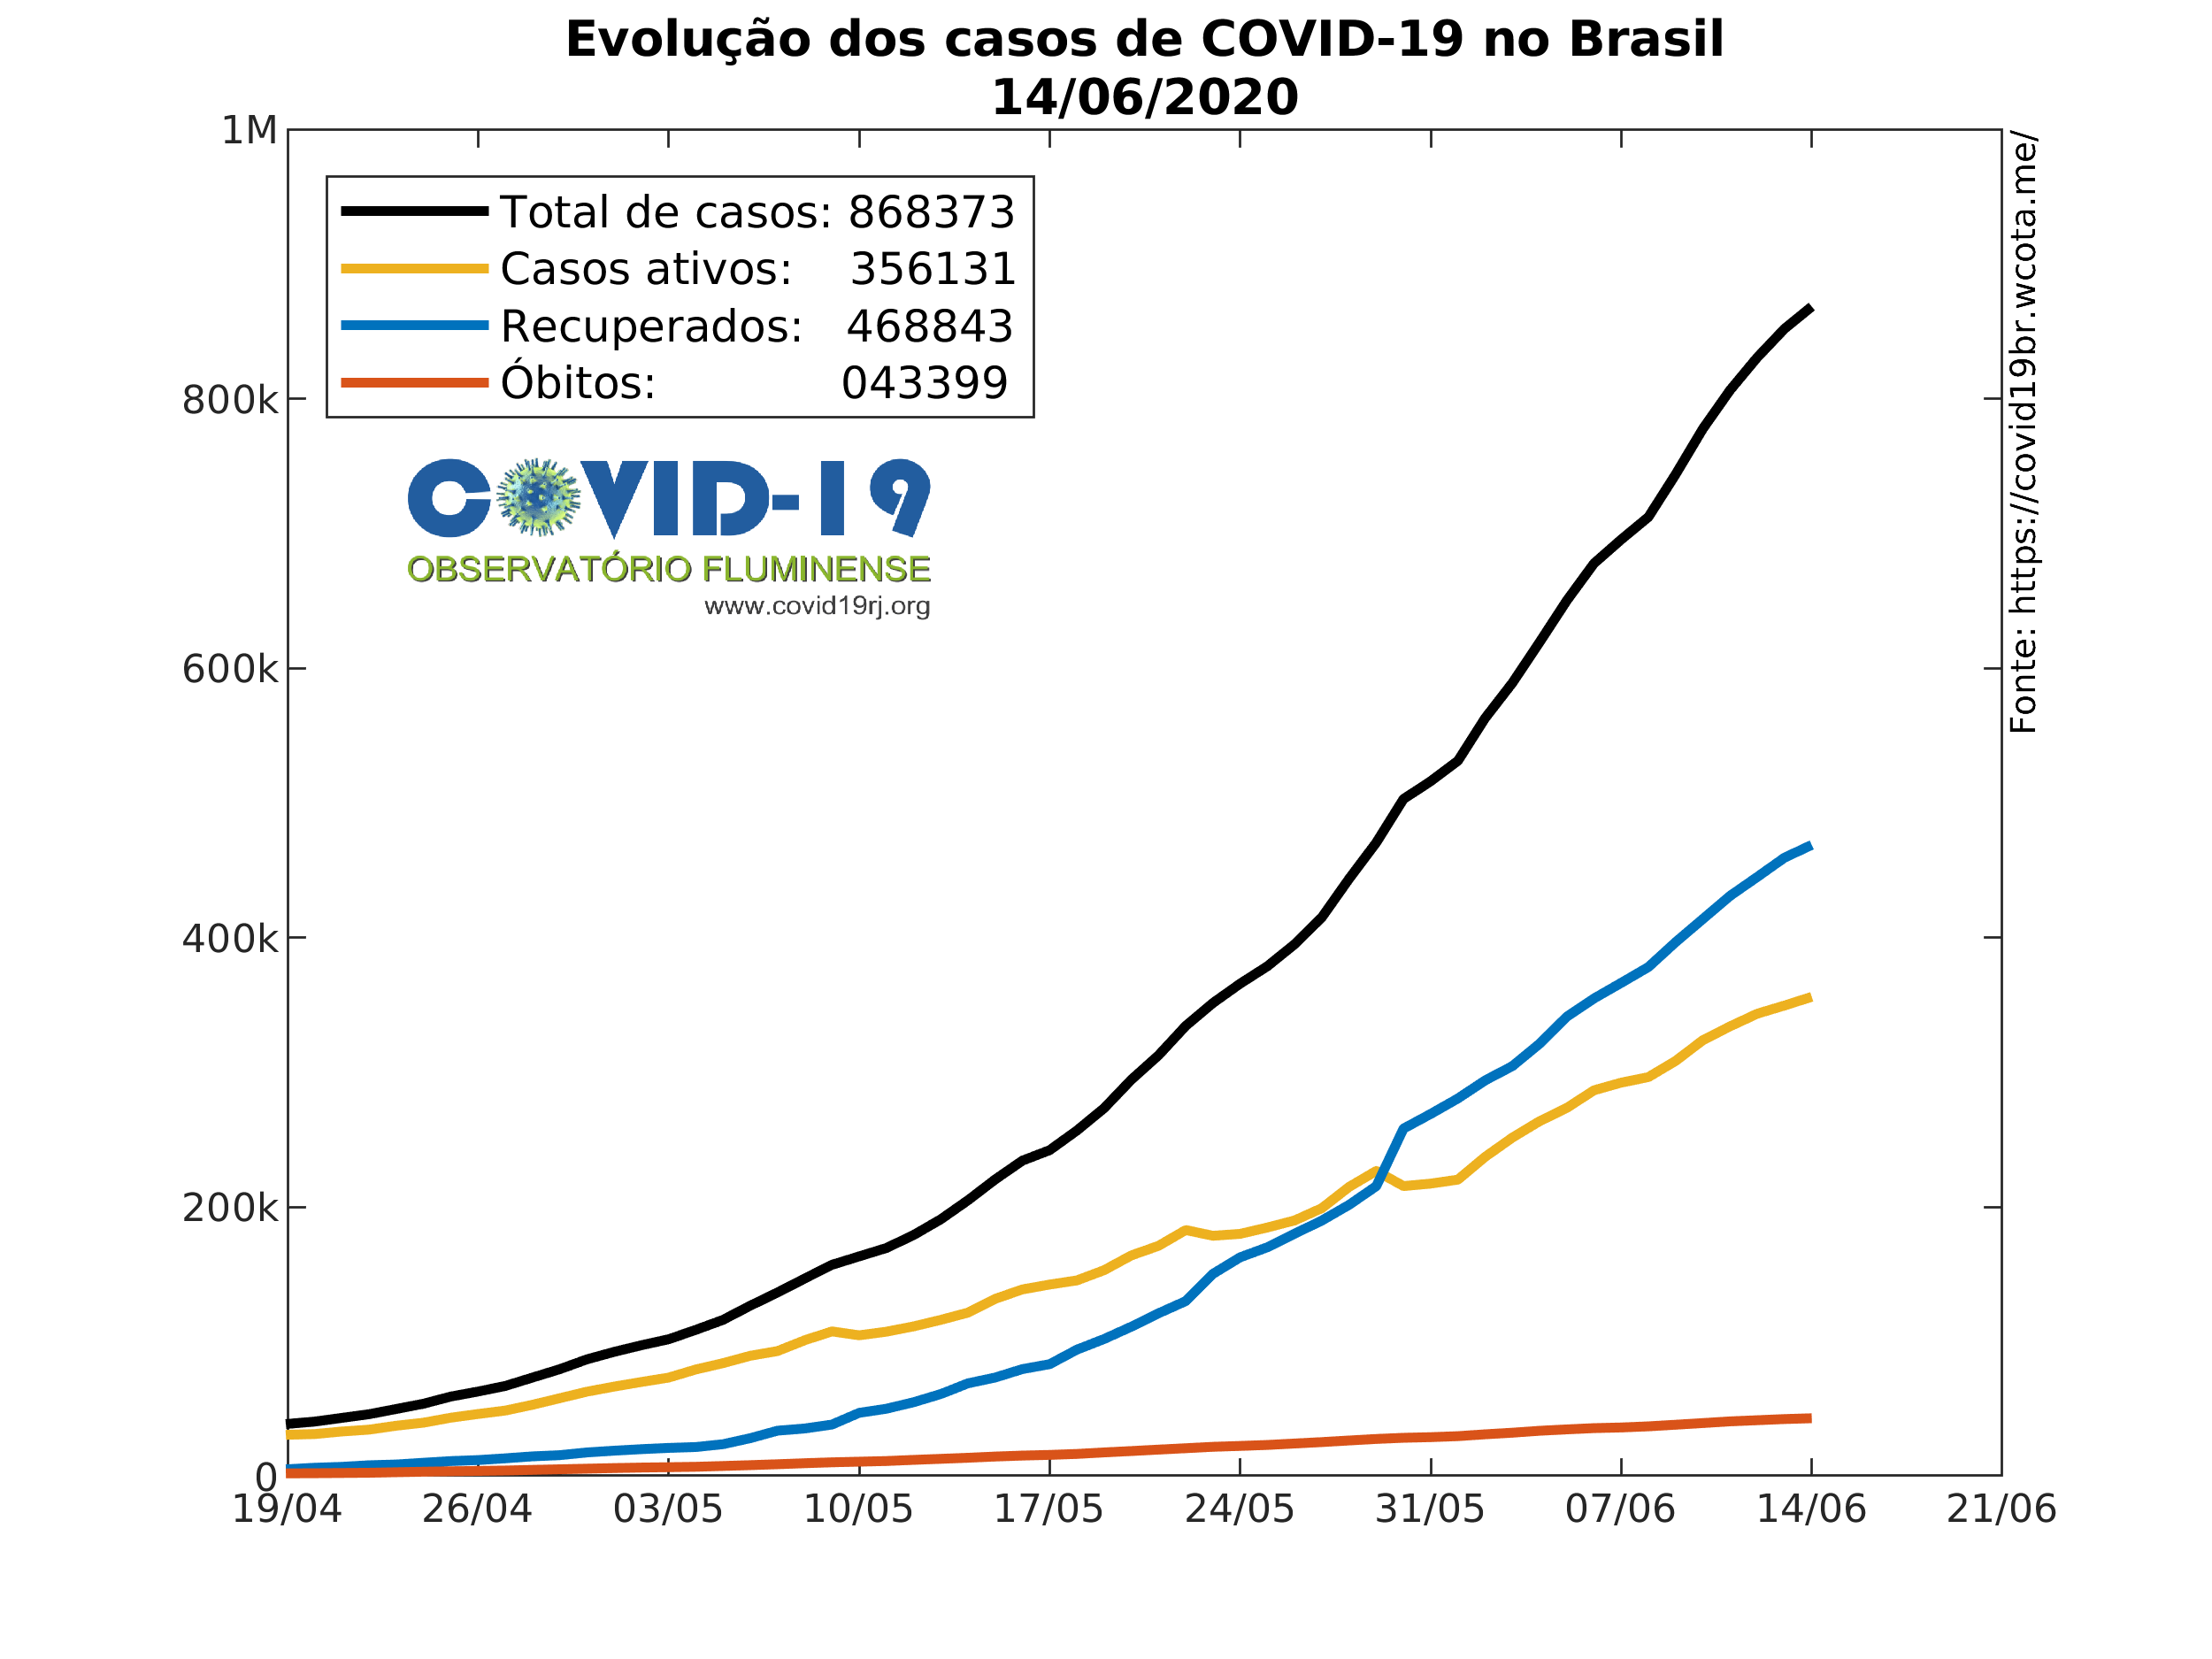 Evolução dos casos de COVID-19 no Brasil
14/06/2020
1M
800k
600k
400k
200k
0
Total de casos: 868373
Casos ativos: 356131
Recuperados: 468843
Óbitos: 043399
COVID-19
OBSERVATÓRIO FLUMINENSE
www.covid19rj.org
Fonte: https://covid19br.wcota.me/
19/04 26/04 03/05 10/05 17/05 24/05 31/05 07/06 14/06 21/06